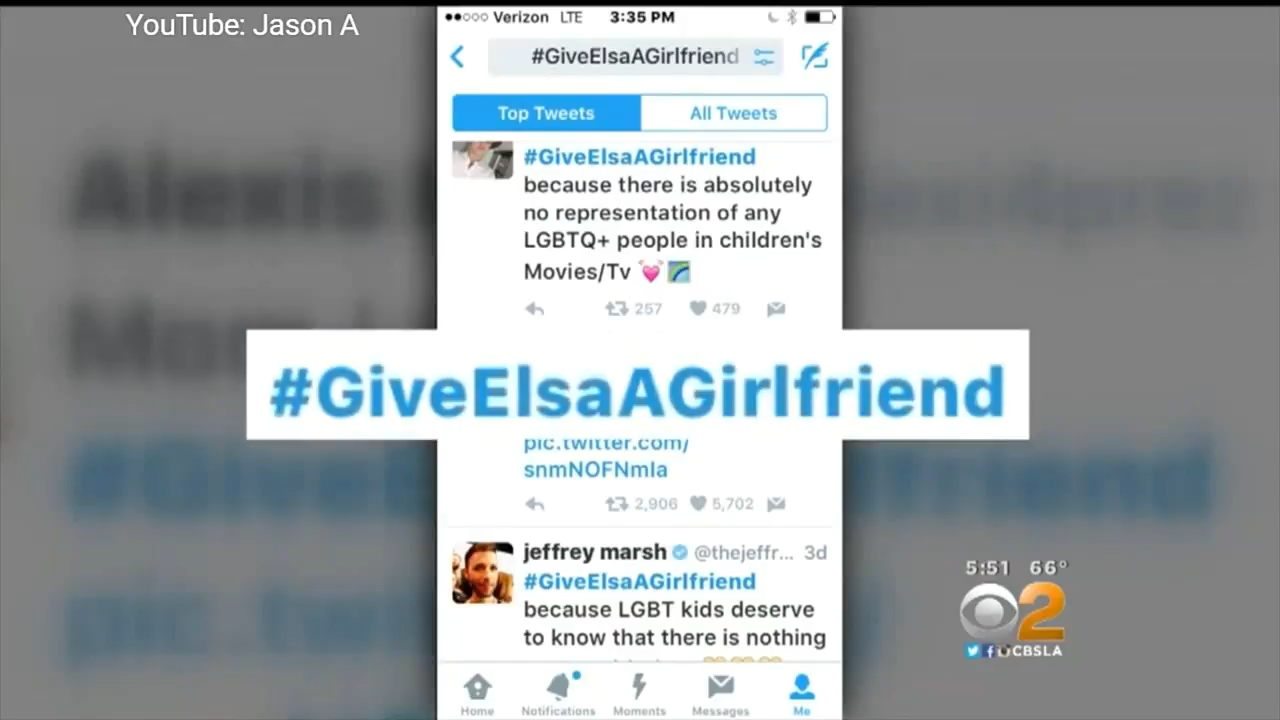 YouTube: Jason A
Verizon LTE 3:35 PM
#GiveElsaAGirlfriend
Top Tweets All Tweets
#GiveElsaAGirlfriend
because there is absolutely
no representation of any
LGBTQ+ people in children's
Movies/Tv
257 479
#GiveElsaAGirlfriend
pic.twitter.com/
snmNOFNmla
2,906 5,702
jeffrey marsh @thejeffr... 3d
#GiveElsaAGirlfriend
because LGBT kids deserve
to know that there is nothing
Home Notifications Moments Messages Me
5:51 66°
2
CBSLA